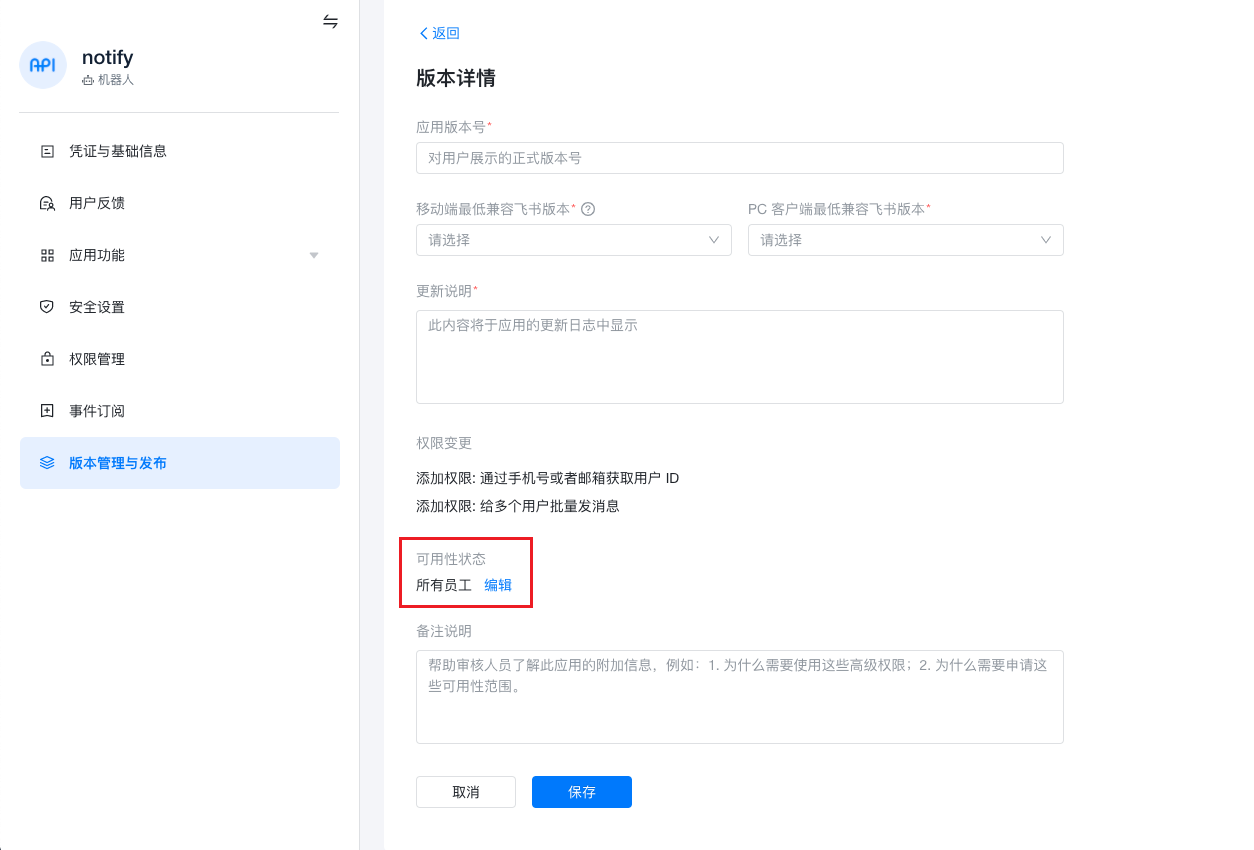 API
notify
机器人
凭证与基础信息
用户反馈
应用功能
安全设置
权限管理
事件订阅
版本管理与发布
返回
版本详情
应用版本号*
对用户展示的正式版本号
移动端最低兼容飞书版本*
PC 客户端最低兼容飞书版本*
请选择
请选择
更新说明*
此内容将于应用的更新日志中显示
权限变更
添加权限: 通过手机号或者邮箱获取用户 ID
添加权限: 给多个用户批量发消息
可用性状态
所有员工 编辑
备注说明
帮助审核人员了解此应用的附加信息，例如：1. 为什么需要使用这些高级权限；2. 为什么需要申请这
些可用性范围。
取消
保存